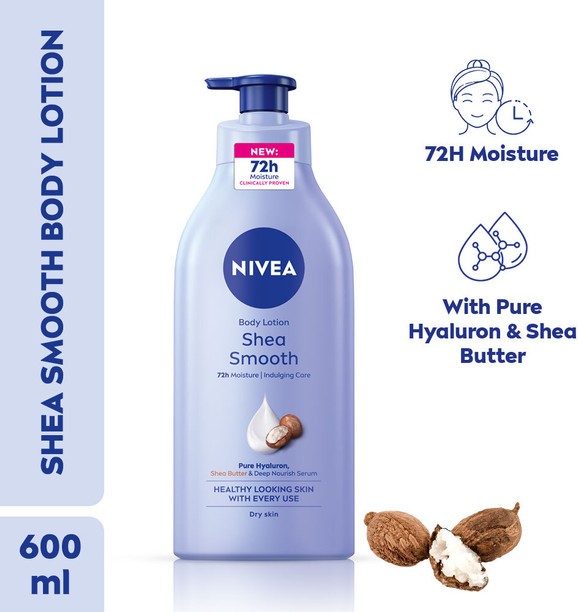 SHEA SMOOTH BODY LOTION
600
ml
NEW:
72h
Moisture
CLINICALLY PROVEN
NIVEA
Body Lotion
Shea
Smooth
72h Moisture | Indulging Care
Pure Hyaluron,
Shea Butter & Deep Nourish Serum
HEALTHY LOOKING SKIN
WITH EVERY USE
Dry skin
72H Moisture
With Pure
Hyaluron & Shea
Butter